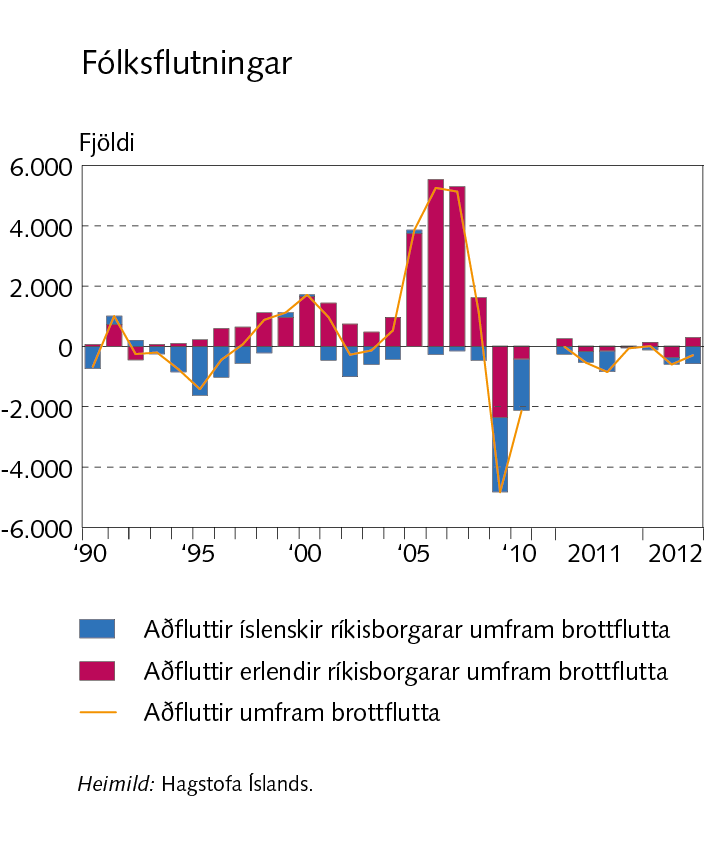 Fólksflutningar
Fjöldi
6.000
4.000
2.000
0
-2.000
-4.000
-6.000
‘90 ‘95 ‘00 ‘05 ‘10 2011 2012
Aðfluttir íslenskir ríkisborgarar umfram brottflutta
Aðfluttir erlendir ríkisborgarar umfram brottflutta
Aðfluttir umfram brottflutta
Heimild: Hagstofa Íslands.